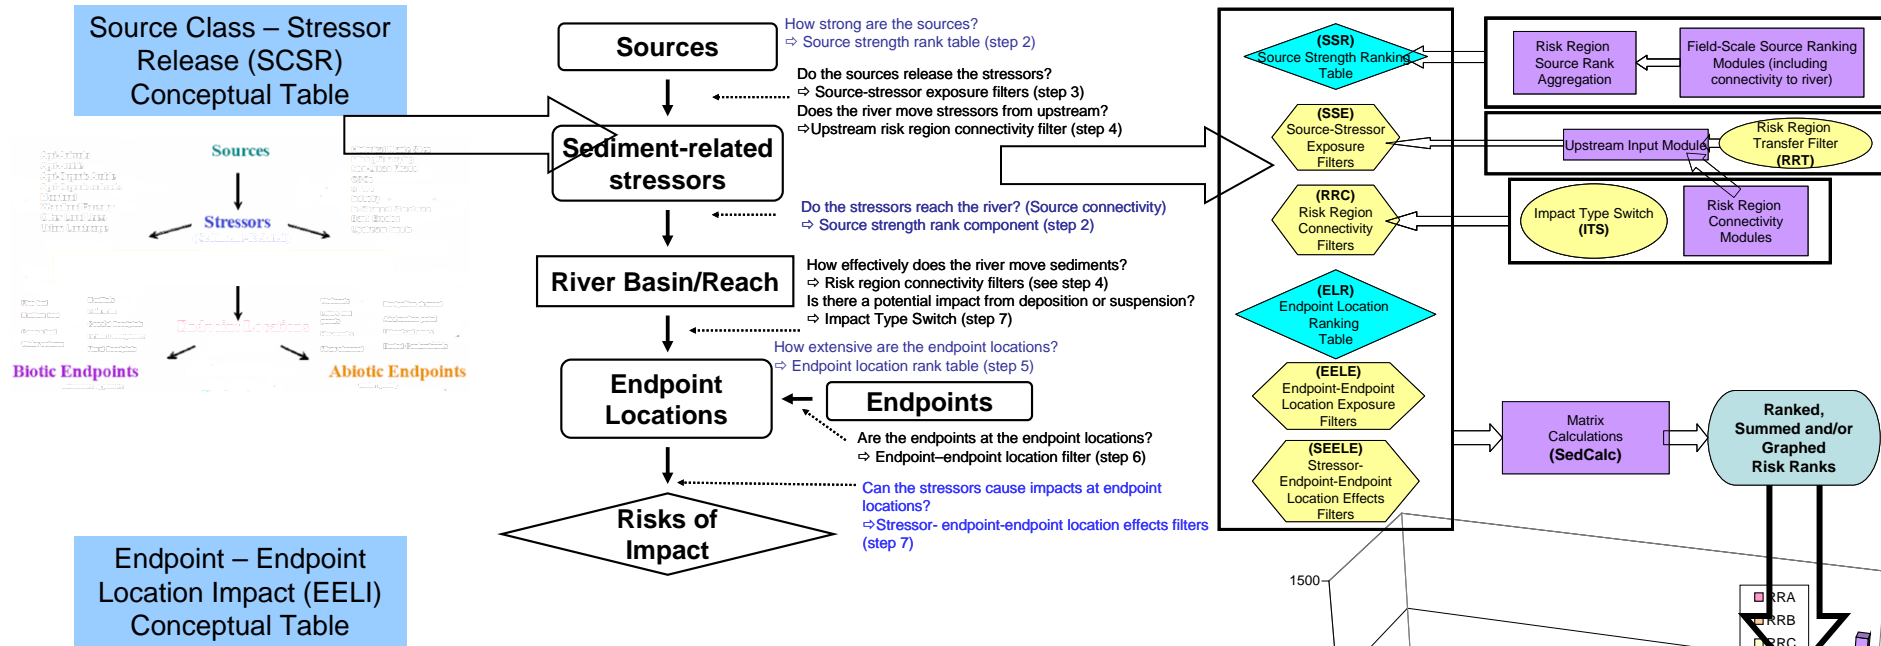 Source Class – Stressor
Release (SCSR)
Conceptual Table
Sources
Stressors
Endpoint Locations
Biotic Endpoints
Abiotic Endpoints
Endpoint – Endpoint
Location Impact (EELI)
Conceptual Table
Sources
How strong are the sources?
⇨ Source strength rank table (step 2)
Do the sources release the stressors?
⇨ Source-stressor exposure filters (step 3)
Does the river move stressors from upstream?
⇨Upstream risk region connectivity filter (step 4)
Sediment-related
stressors
Do the stressors reach the river? (Source connectivity)
⇨ Source strength rank component (step 2)
River Basin/Reach
How effectively does the river move sediments?
⇨ Risk region connectivity filters (see step 4)
Is there a potential impact from deposition or suspension?
⇨ Impact Type Switch (step 7)
How extensive are the endpoint locations?
⇨ Endpoint location rank table (step 5)
Endpoint
Locations
Endpoints
Are the endpoints at the endpoint locations?
⇨ Endpoint–endpoint location filter (step 6)
Can the stressors cause impacts at endpoint
locations?
⇨Stressor- endpoint-endpoint location effects filters
(step 7)
Risks of
Impact
(SSR)
Source Strength Ranking
Table
(SSE)
Source-Stressor
Exposure
Filters
(RRC)
Risk Region
Connectivity
Filters
(ELR)
Endpoint Location
Ranking
Table
(EELE)
Endpoint-Endpoint
Location Exposure
Filters
(SEELE)
Stressor-
Endpoint-Endpoint
Location Effects
Filters
Risk Region
Source Rank
Aggregation
Field-Scale Source Ranking
Modules (including
connectivity to river)
Upstream Input Module
Risk Region
Transfer Filter
(RRT)
Impact Type Switch
(ITS)
Risk Region
Connectivity
Modules
Matrix
Calculations
(SedCalc)
Ranked,
Summed and/or
Graphed
Risk Ranks
1500
RRA
RRB
RRC